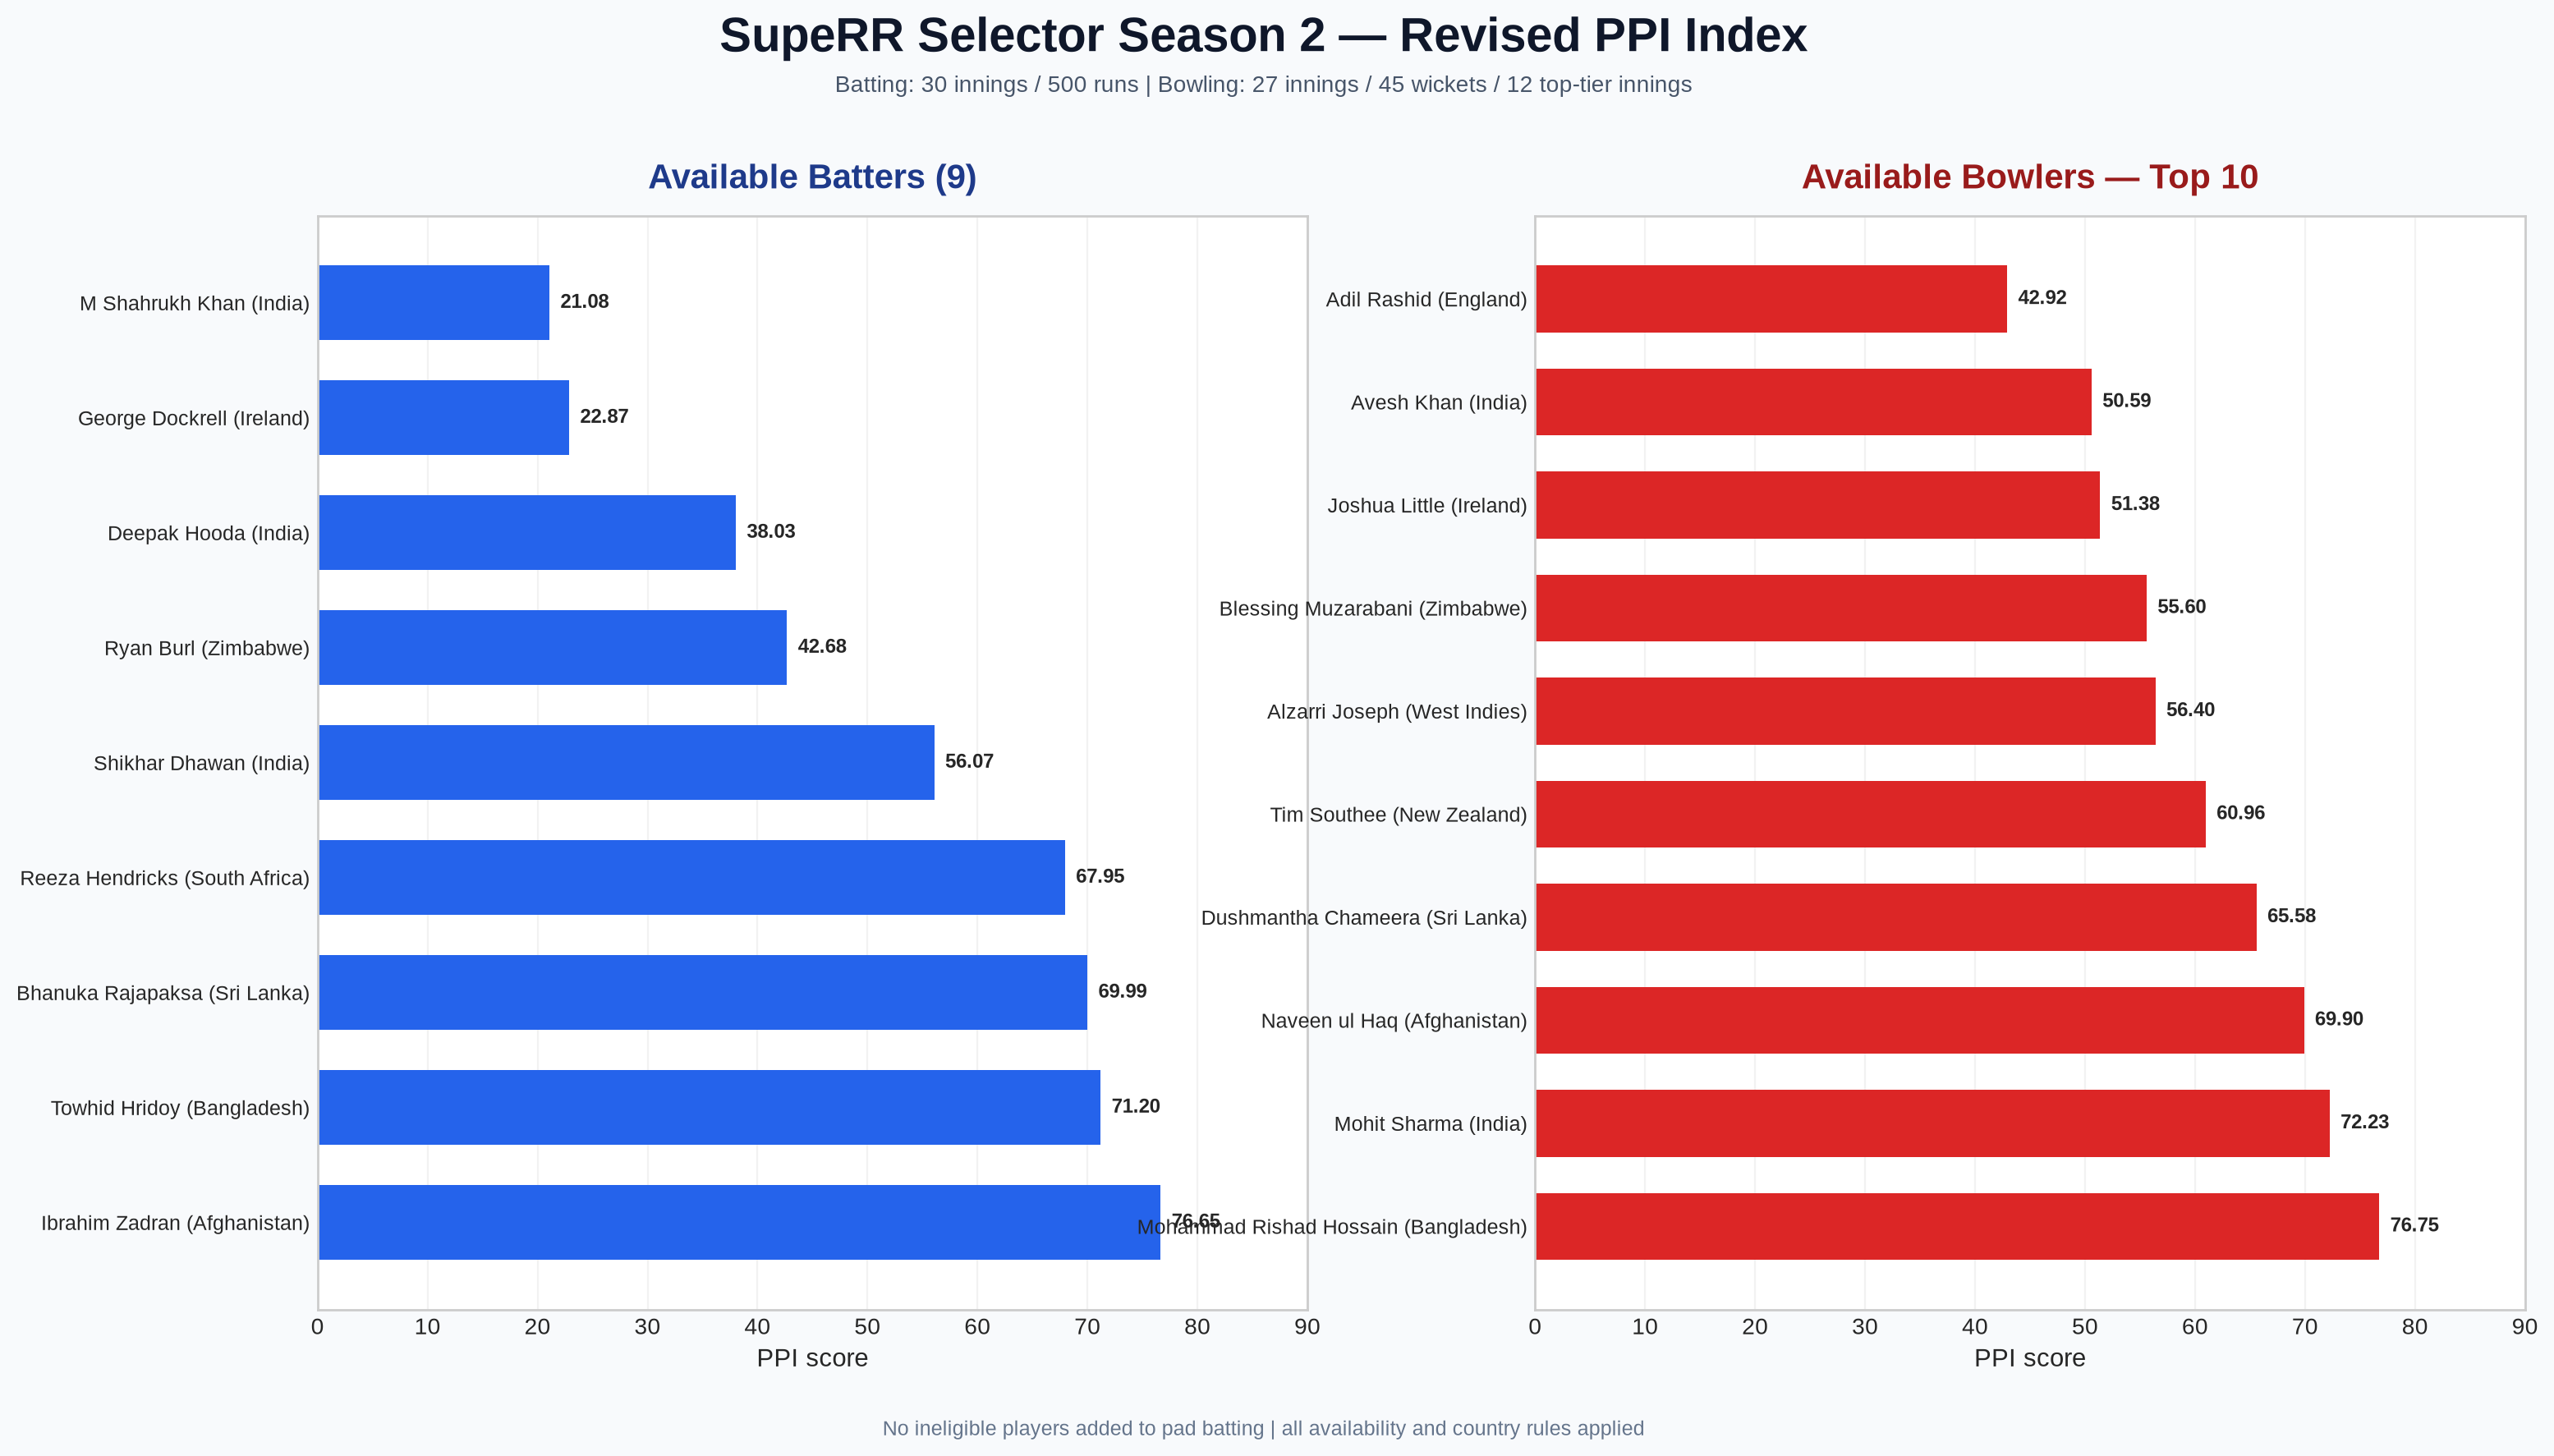 SupeRR Selector Season 2 — Revised PPI Index
Batting: 30 innings / 500 runs | Bowling: 27 innings / 45 wickets / 12 top-tier innings
Available Batters (9)
M Shahrukh Khan (India) 21.08
George Dockrell (Ireland) 22.87
Deepak Hooda (India) 38.03
Ryan Burl (Zimbabwe) 42.68
Shikhar Dhawan (India) 56.07
Reeza Hendricks (South Africa) 67.95
Bhanuka Rajapaksa (Sri Lanka) 69.99
Towhid Hridoy (Bangladesh) 71.20
Ibrahim Zadran (Afghanistan) 76.65
0 10 20 30 40 50 60 70 80 90
PPI score
Available Bowlers — Top 10
Adil Rashid (England) 42.92
Avesh Khan (India) 50.59
Joshua Little (Ireland) 51.38
Blessing Muzarabani (Zimbabwe) 55.60
Alzarri Joseph (West Indies) 56.40
Tim Southee (New Zealand) 60.96
Dushmantha Chameera (Sri Lanka) 65.58
Naveen ul Haq (Afghanistan) 69.90
Mohit Sharma (India) 72.23
Mohammad Rishad Hossain (Bangladesh) 76.75
0 10 20 30 40 50 60 70 80 90
PPI score
No ineligible players added to pad batting | all availability and country rules applied